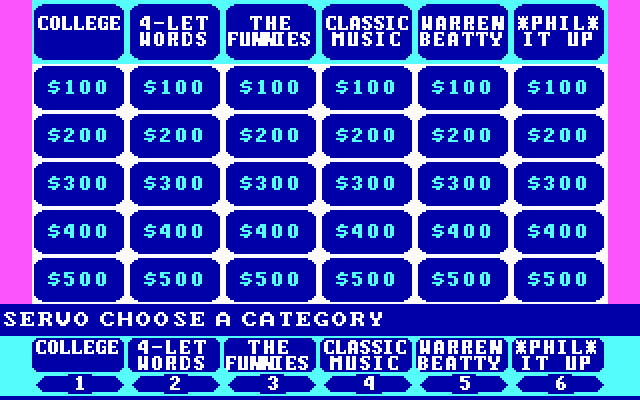 COLLEGE 4-LET THE CLASSIC WARREN *PHIL*
WORDS FUNNIES MUSIC BEATTY IT UP
$100 $100 $100 $100 $100 $100
$200 $200 $200 $200 $200 $200
$300 $300 $300 $300 $300 $300
$400 $400 $400 $400 $400 $400
$500 $500 $500 $500 $500 $500
SERVO CHOOSE A CATEGORY
COLLEGE 4-LET THE CLASSIC WARREN *PHIL*
WORDS FUNNIES MUSIC BEATTY IT UP
1 2 3 4 5 6